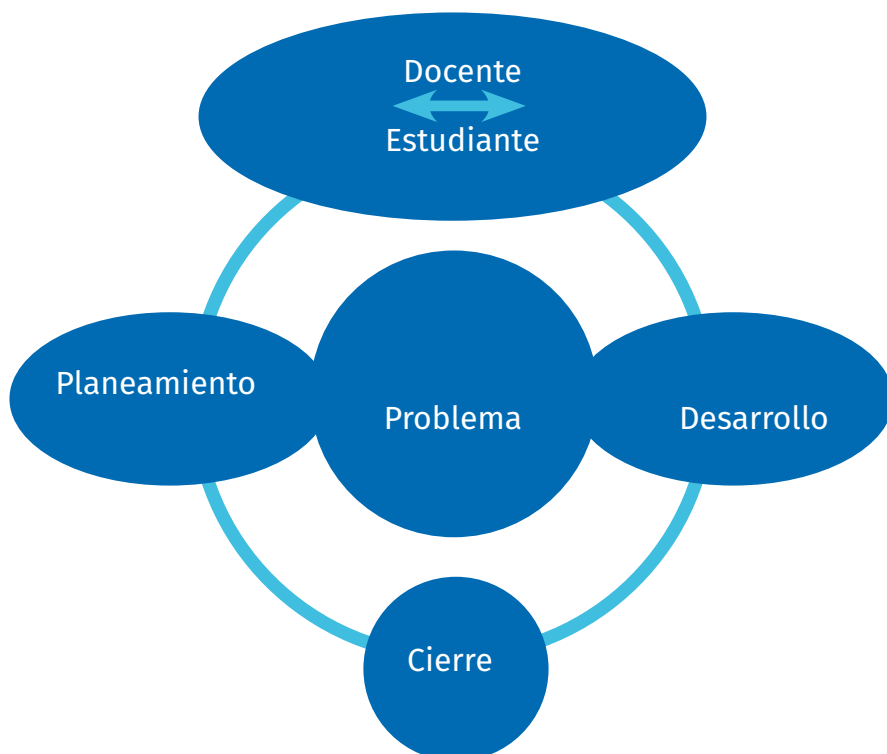 Docente
Estudiante
Planeamiento
Problema
Desarrollo
Cierre